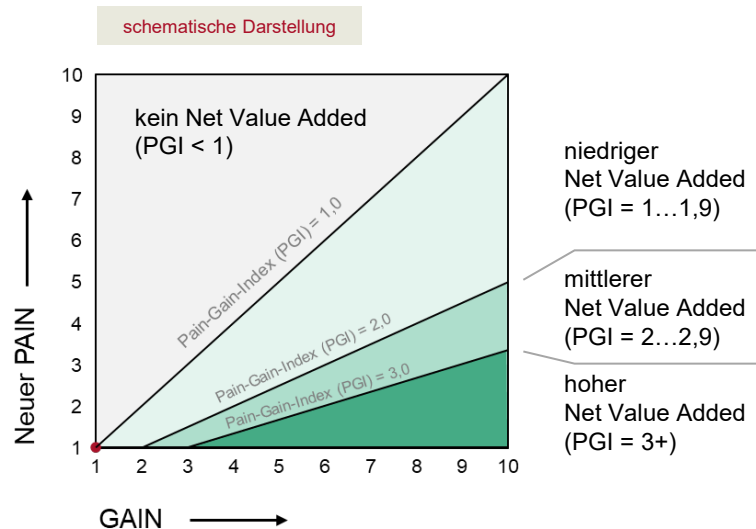 schematische Darstellung
10
9
8
7
6
5
4
3
2
1
Neuer PAIN
kein Net Value Added
(PGI < 1)
Pain-Gain-Index (PGI) = 1,0
Pain-Gain-Index (PGI) = 2,0
Pain-Gain-Index (PGI) = 3,0
niedriger
Net Value Added
(PGI = 1…1,9)
mittlerer
Net Value Added
(PGI = 2…2,9)
hoher
Net Value Added
(PGI = 3+)
1 2 3 4 5 6 7 8 9 10
GAIN